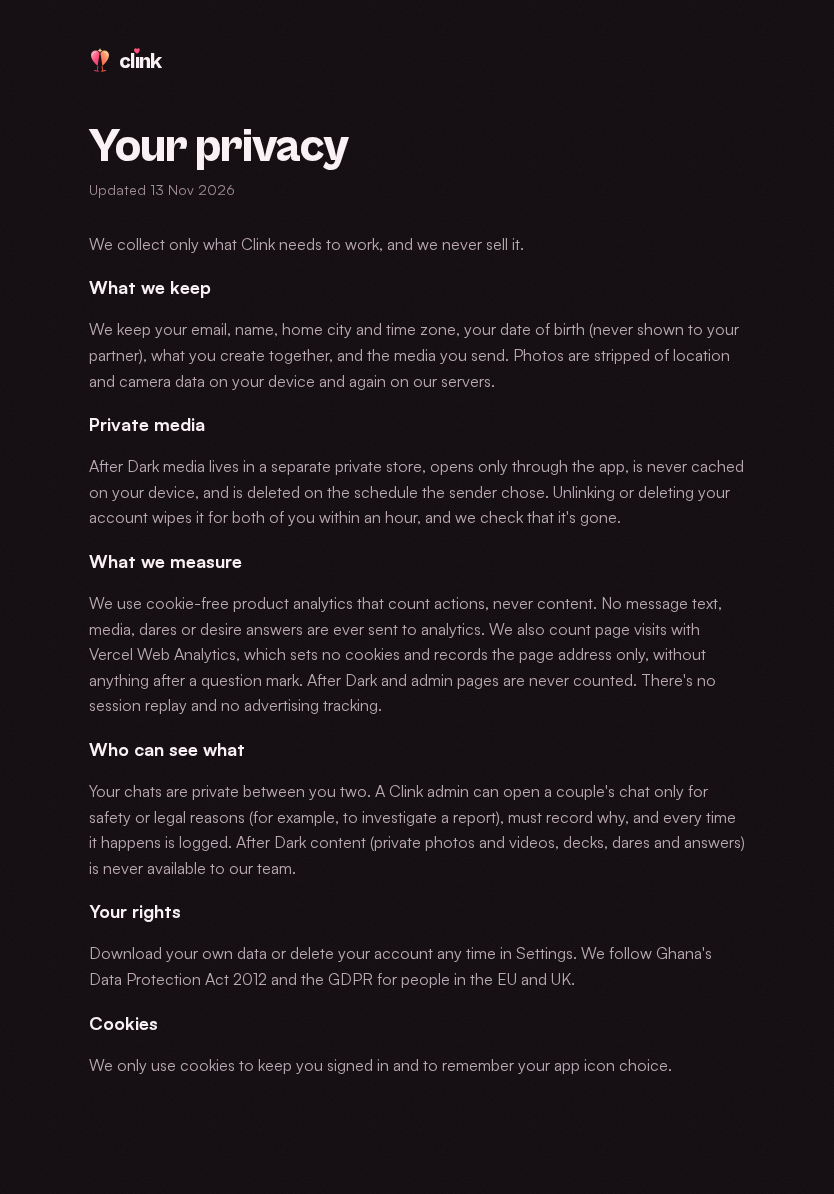 clink
Your privacy
Updated 13 Nov 2026
We collect only what Clink needs to work, and we never sell it.
What we keep
We keep your email, name, home city and time zone, your date of birth (never shown to your
partner), what you create together, and the media you send. Photos are stripped of location
and camera data on your device and again on our servers.
Private media
After Dark media lives in a separate private store, opens only through the app, is never cached
on your device, and is deleted on the schedule the sender chose. Unlinking or deleting your
account wipes it for both of you within an hour, and we check that it's gone.
What we measure
We use cookie-free product analytics that count actions, never content. No message text,
media, dares or desire answers are ever sent to analytics. We also count page visits with
Vercel Web Analytics, which sets no cookies and records the page address only, without
anything after a question mark. After Dark and admin pages are never counted. There's no
session replay and no advertising tracking.
Who can see what
Your chats are private between you two. A Clink admin can open a couple's chat only for
safety or legal reasons (for example, to investigate a report), must record why, and every time
it happens is logged. After Dark content (private photos and videos, decks, dares and answers)
is never available to our team.
Your rights
Download your own data or delete your account any time in Settings. We follow Ghana's
Data Protection Act 2012 and the GDPR for people in the EU and UK.
Cookies
We only use cookies to keep you signed in and to remember your app icon choice.